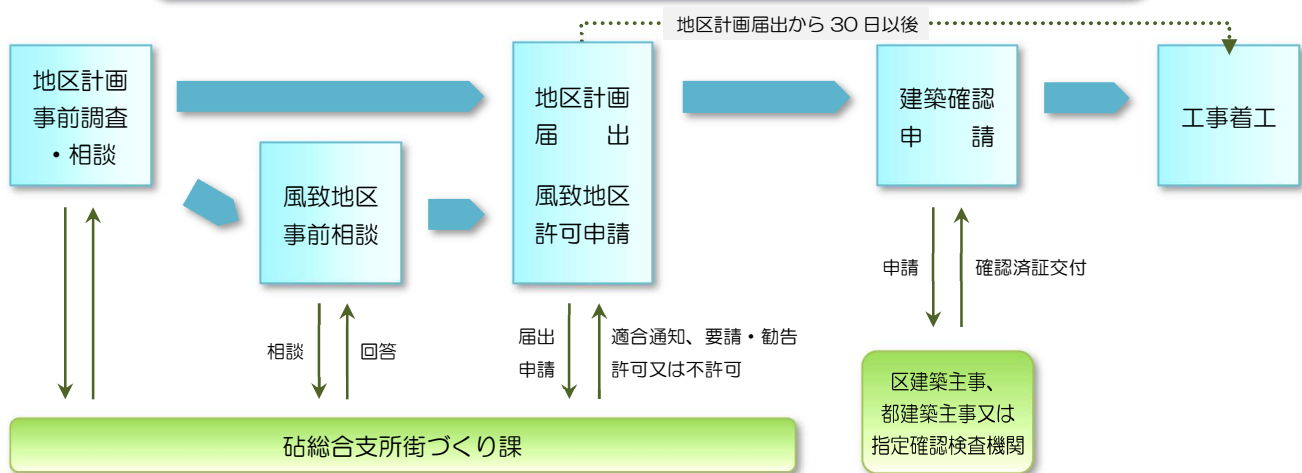 地区計画届出から 30 日以後
地区計画
事前調査
・相談
風致地区
事前相談
地区計画
届　　出
風致地区
許可申請
建築確認
申　　請
工事着工
相談
回答
届出
申請
適合通知、要請・勧告
許可又は不許可
申請
確認済証交付
砧総合支所街づくり課
区建築主事、
都建築主事又は
指定確認検査機関